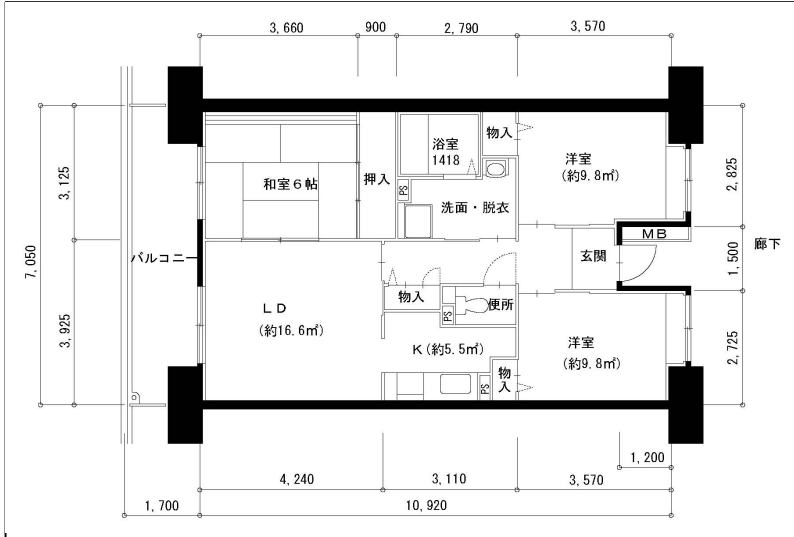 3,660
900
2,790
3,570
7,050
3,125
3,925
和室6帖
押入
浴室
1418
物入
洋室
(約9.8㎡)
PS
洗面・脱衣
2,825
MB
玄関
1,500
廊下
バルコニー
LD
(約16.6㎡)
物入
PS
便所
K(約5.5㎡)
洋室
(約9.8㎡)
2,725
物入
PS
1,200
4,240
3,110
3,570
1,700
10,920